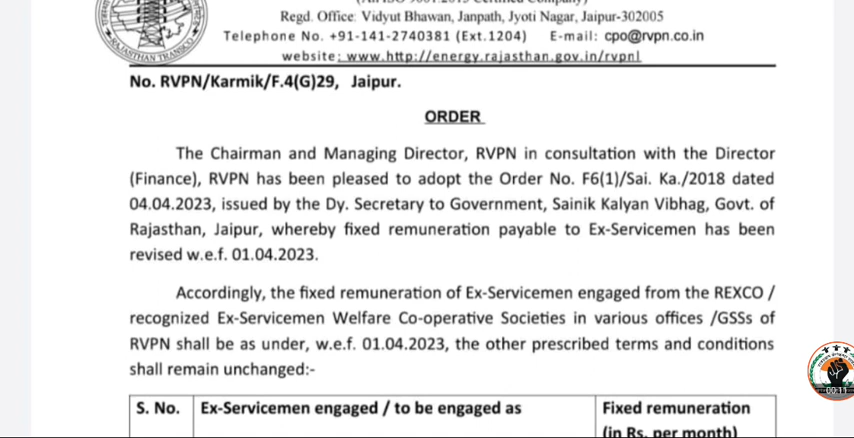 Regd. Office: Vidyut Bhawan, Janpath, Jyoti Nagar, Jaipur-302005
Telephone No. +91-141-2740381 (Ext.1204) E-mail: cpo@rvpn.co.in
website: www.http://energy.rajasthan.gov.in/rvpnl
RAJASTHAN TRANSCO
No. RVPN/Karmik/F.4(G)29, Jaipur.
ORDER
The Chairman and Managing Director, RVPN in consultation with the Director
(Finance), RVPN has been pleased to adopt the Order No. F6(1)/Sai. Ka./2018 dated
04.04.2023, issued by the Dy. Secretary to Government, Sainik Kalyan Vibhag, Govt. of
Rajasthan, Jaipur, whereby fixed remuneration payable to Ex-Servicemen has been
revised w.e.f. 01.04.2023.
Accordingly, the fixed remuneration of Ex-Servicemen engaged from the REXCO /
recognized Ex-Servicemen Welfare Co-operative Societies in various offices /GSSs of
RVPN shall be as under, w.e.f. 01.04.2023, the other prescribed terms and conditions
shall remain unchanged:-
S. No. Ex-Servicemen engaged / to be engaged as Fixed remuneration
(in Rs. per month)
00:11